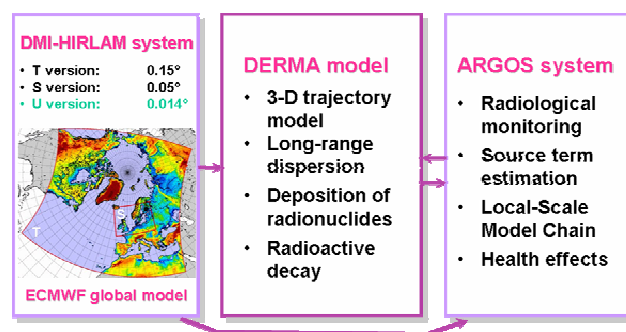 DMI-HIRLAM system
• T version: 0.15°
• S version: 0.05°
• U version: 0.014°
T
S
ECMWF global model
DERMA model
• 3-D trajectory
model
• Long-range
dispersion
• Deposition of
radionuclides
• Radioactive
decay
ARGOS system
• Radiological
monitoring
• Source term
estimation
• Local-Scale
Model Chain
• Health effects